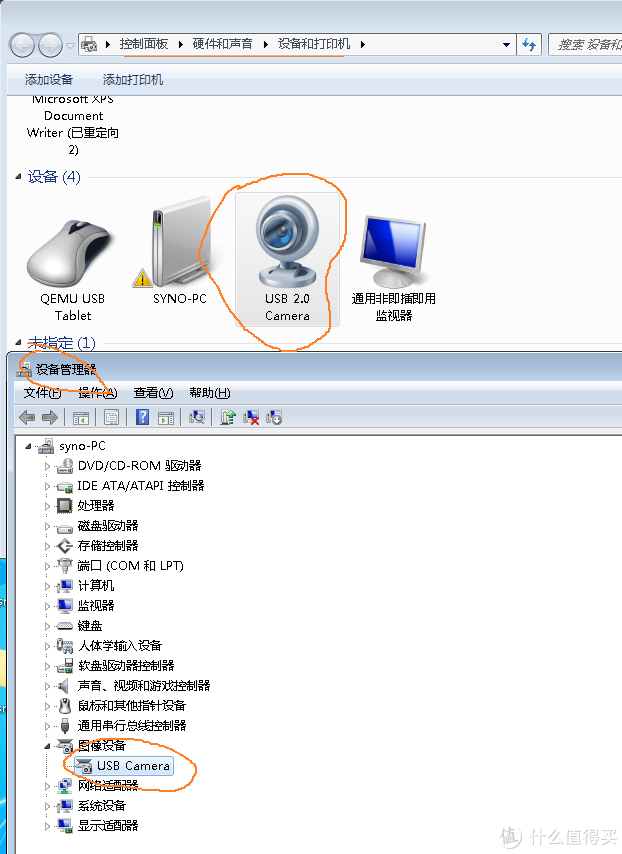 控制面板 硬件和声音 设备和打印机
搜索 设备和
添加设备 添加打印机
Microsoft XPS
Document
Writer (已重定向
2)
设备 (4)
QEMU USB
Tablet
SYNO-PC
USB 2.0
Camera
通用非即插即用
监视器
未指定 (1)
设备管理器
文件(F) 操作(A) 查看(V) 帮助(H)
syno-PC
DVD/CD-ROM 驱动器
IDE ATA/ATAPI 控制器
处理器
磁盘驱动器
存储控制器
端口 (COM 和 LPT)
计算机
监视器
键盘
人体学输入设备
软盘驱动器控制器
声音、视频和游戏控制器
鼠标和其他指针设备
通用串行总线控制器
图像设备
USB Camera
网络适配器
系统设备
显示适配器
值 什么值得买